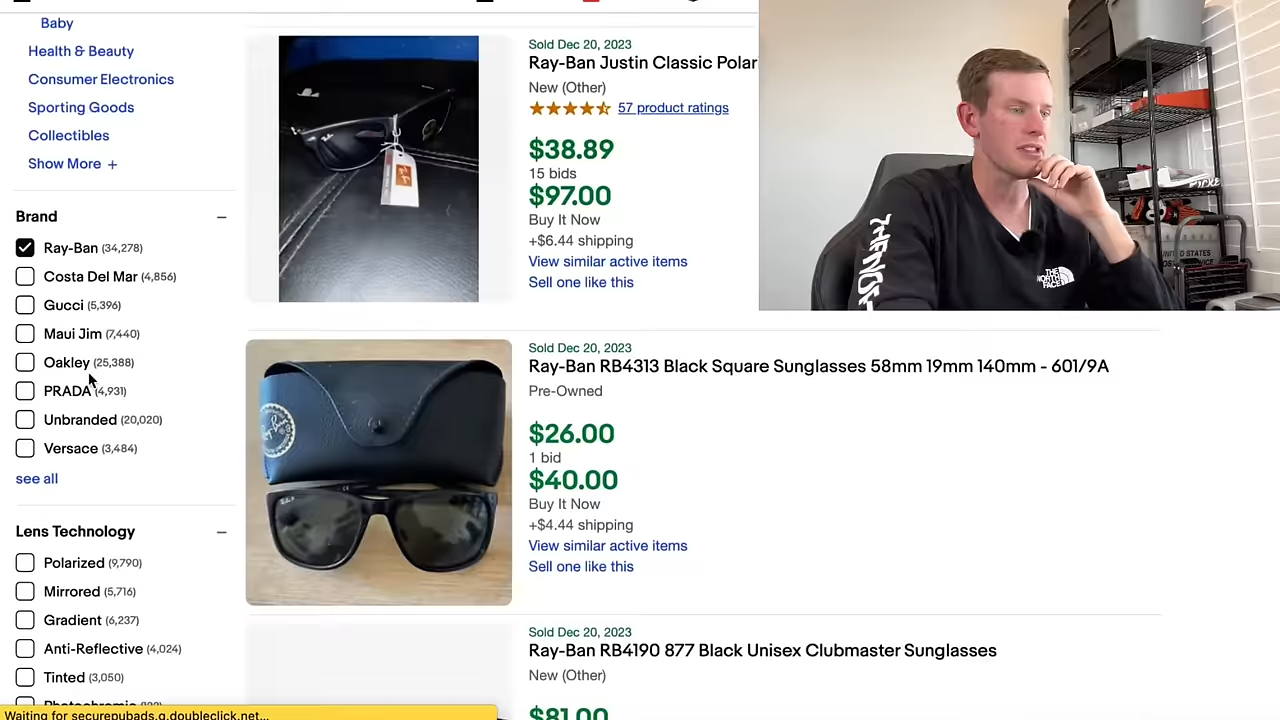 Baby
Health & Beauty
Consumer Electronics
Sporting Goods
Collectibles
Show More +
Brand
Ray-Ban (34,278)
Costa Del Mar (4,856)
Gucci (5,396)
Maui Jim (7,440)
Oakley (25,388)
PRADA (4,931)
Unbranded (20,020)
Versace (3,484)
see all
Lens Technology
Polarized (9,790)
Mirrored (5,716)
Gradient (6,237)
Anti-Reflective (4,024)
Tinted (3,050)
Waiting for securepubads.g.doubleclick.net...
Sold Dec 20, 2023
Ray-Ban Justin Classic Polar
New (Other)
57 product ratings
$38.89
15 bids
$97.00
Buy It Now
+$6.44 shipping
View similar active items
Sell one like this
Sold Dec 20, 2023
Ray-Ban RB4313 Black Square Sunglasses 58mm 19mm 140mm - 601/9A
Pre-Owned
$26.00
1 bid
$40.00
Buy It Now
+$4.44 shipping
View similar active items
Sell one like this
Sold Dec 20, 2023
Ray-Ban RB4190 877 Black Unisex Clubmaster Sunglasses
New (Other)
$81.00
THE
NORTH
FACE
UNITED STATES